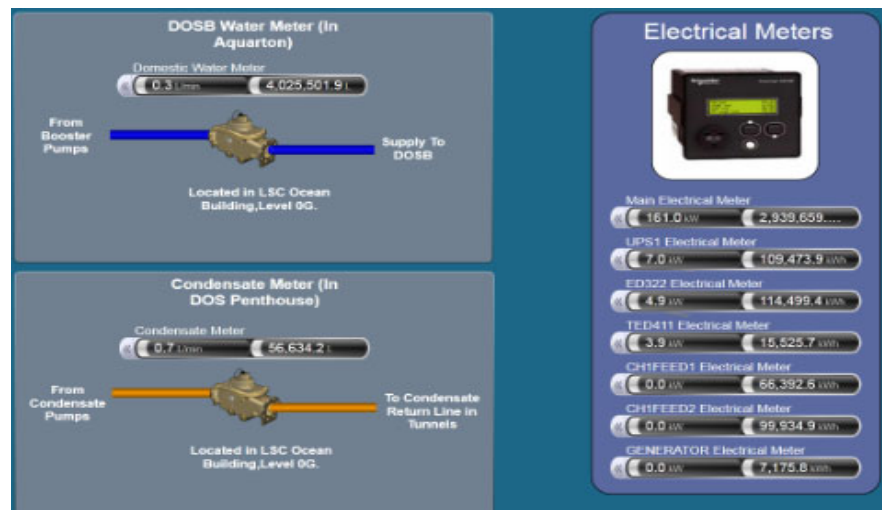 DOSB Water Meter (In
Aquarton)
Domestic Water Meter
0.3 L/min 4,025,501.9 L
From
Booster
Pumps
Supply To
DOSB
Located in LSC Ocean
Building,Level 0G.
Condensate Meter (In
DOS Penthouse)
Condensate Meter
0.7 L/min 56,634.2 L
From
Condensate
Pumps
To Condensate
Return Line in
Tunnels
Located in LSC Ocean
Building,Level 0G.
Electrical Meters
Main Electrical Meter
161.0 kW 2,939,659....
UPS1 Electrical Meter
7.0 kW 109,473.9 kWh
ED322 Electrical Meter
4.9 kW 114,499.4 kWh
TED411 Electrical Meter
3.9 kW 15,525.7 kWh
CH1FEED1 Electrical Meter
0.0 kW 66,392.6 kWh
CH1FEED2 Electrical Meter
0.0 kW 99,934.9 kWh
GENERATOR Electrical Meter
0.0 kW 7,175.8 kWh